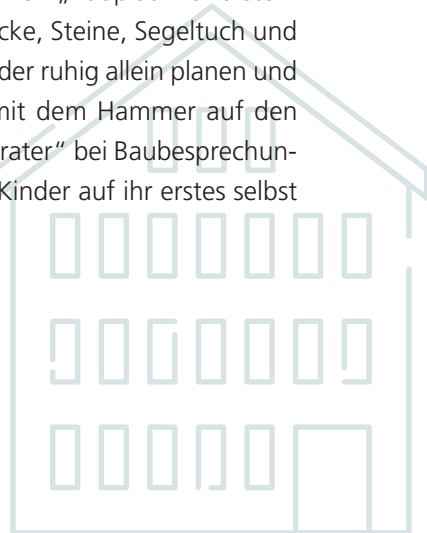 cke, Steine, Segeltuch und
der ruhig allein planen und
mit dem Hammer auf den
rater“ bei Baubesprechun-
Kinder auf ihr erstes selbst